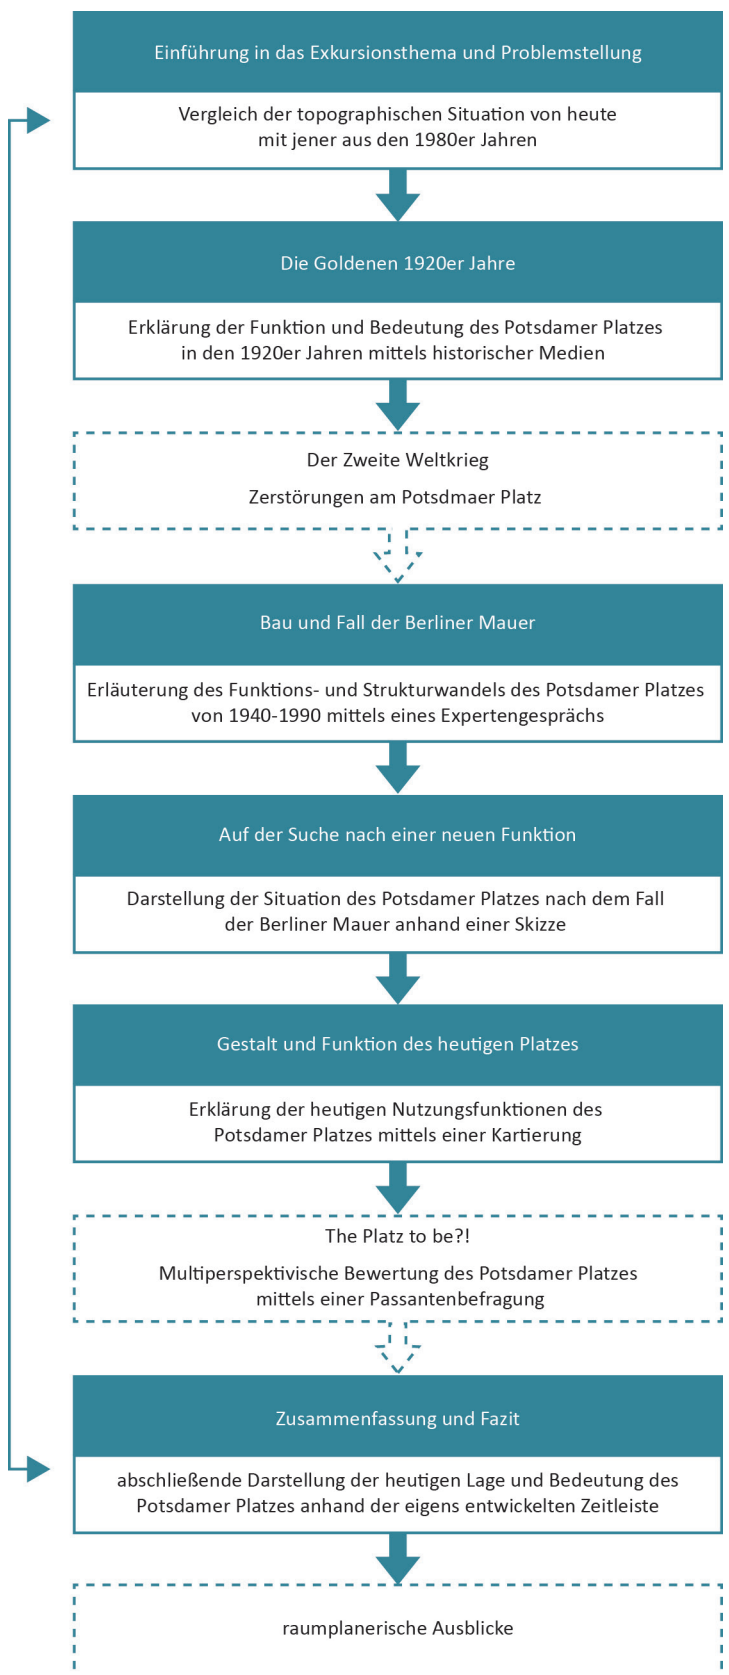 Einführung in das Exkursionsthema und Problemstellung
Vergleich der topographischen Situation von heute
mit jener aus den 1980er Jahren
Die Goldenen 1920er Jahre
Erklärung der Funktion und Bedeutung des Potsdamer Platzes
in den 1920er Jahren mittels historischer Medien
Der Zweite Weltkrieg
Zerstörungen am Potsdmaer Platz
Bau und Fall der Berliner Mauer
Erläuterung des Funktions- und Strukturwandels des Potsdamer Platzes
von 1940-1990 mittels eines Expertengesprächs
Auf der Suche nach einer neuen Funktion
Darstellung der Situation des Potsdamer Platzes nach dem Fall
der Berliner Mauer anhand einer Skizze
Gestalt und Funktion des heutigen Platzes
Erklärung der heutigen Nutzungsfunktionen des
Potsdamer Platzes mittels einer Kartierung
The Platz to be?!
Multiperspektivische Bewertung des Potsdamer Platzes
mittels einer Passantenbefragung
Zusammenfassung und Fazit
abschließende Darstellung der heutigen Lage und Bedeutung des
Potsdamer Platzes anhand der eigens entwickelten Zeitleiste
raumplanerische Ausblicke